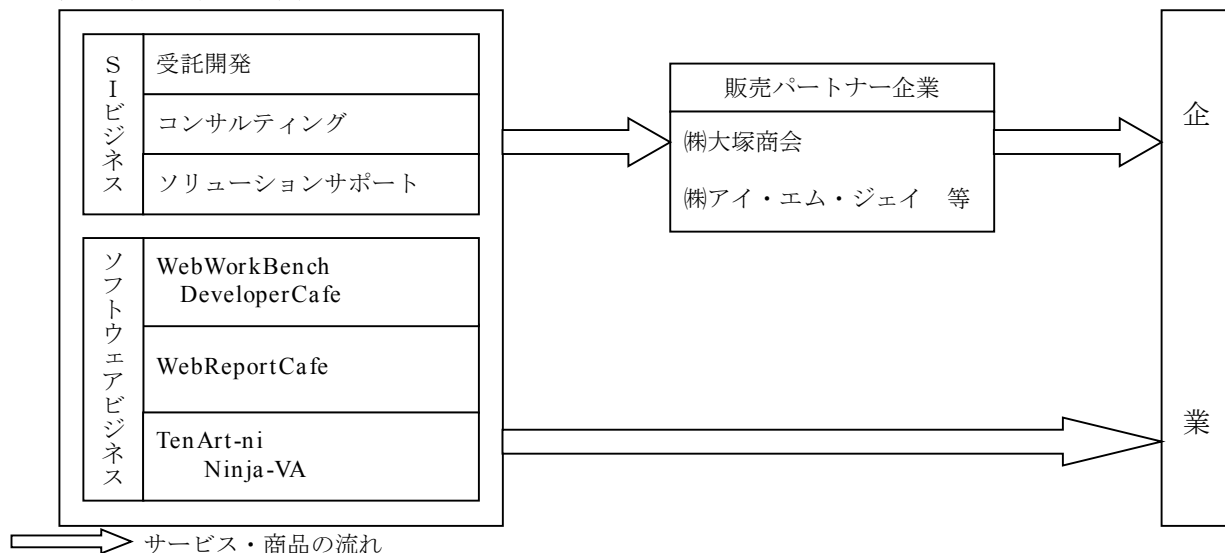 SIビジネス
受託開発
コンサルティング
ソリューションサポート
ソフトウェアビジネス
WebWorkBench
DeveloperCafe
WebReportCafe
TenArt-ni
Ninja-VA
販売パートナー企業
㈱大塚商会
㈱アイ・エム・ジェイ 等
企業
サービス・商品の流れ